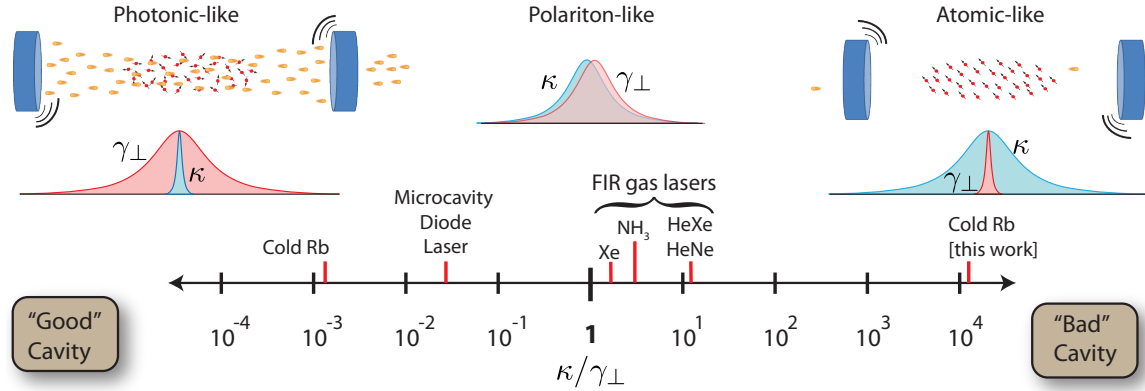 Photonic-like
Polariton-like
Atomic-like
κ
γ⊥
γ⊥
κ
κ
γ⊥
FIR gas lasers
Microcavity
Diode
Laser
Cold Rb
Xe
NH3
HeXe
HeNe
Cold Rb
[this work]
"Good"
Cavity
10-4
10-3
10-2
10-1
1
101
102
103
104
κ/γ⊥
"Bad"
Cavity